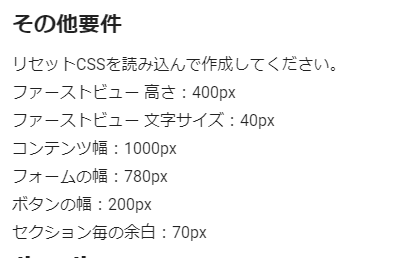 その他要件
リセットCSSを読み込んで作成してください。
ファーストビュー 高さ：400px
ファーストビュー 文字サイズ：40px
コンテンツ幅：1000px
フォームの幅：780px
ボタンの幅：200px
セクション毎の余白：70px